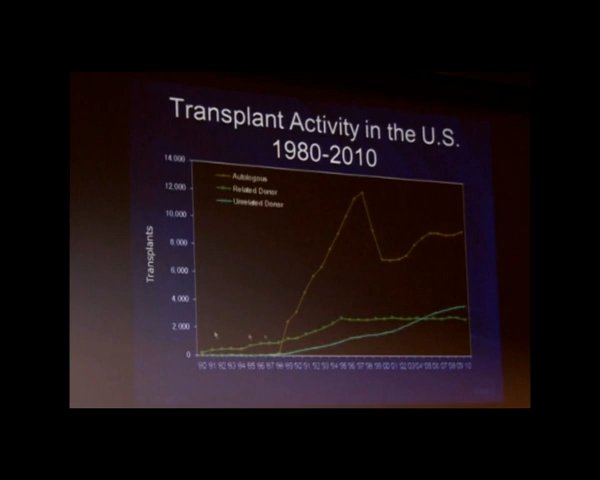 Transplant Activity in the U.S.
1980-2010
14,000
12,000
10,000
8,000
6,000
4,000
2,000
0
Transplants
Autologous
Related Donor
Unrelated Donor